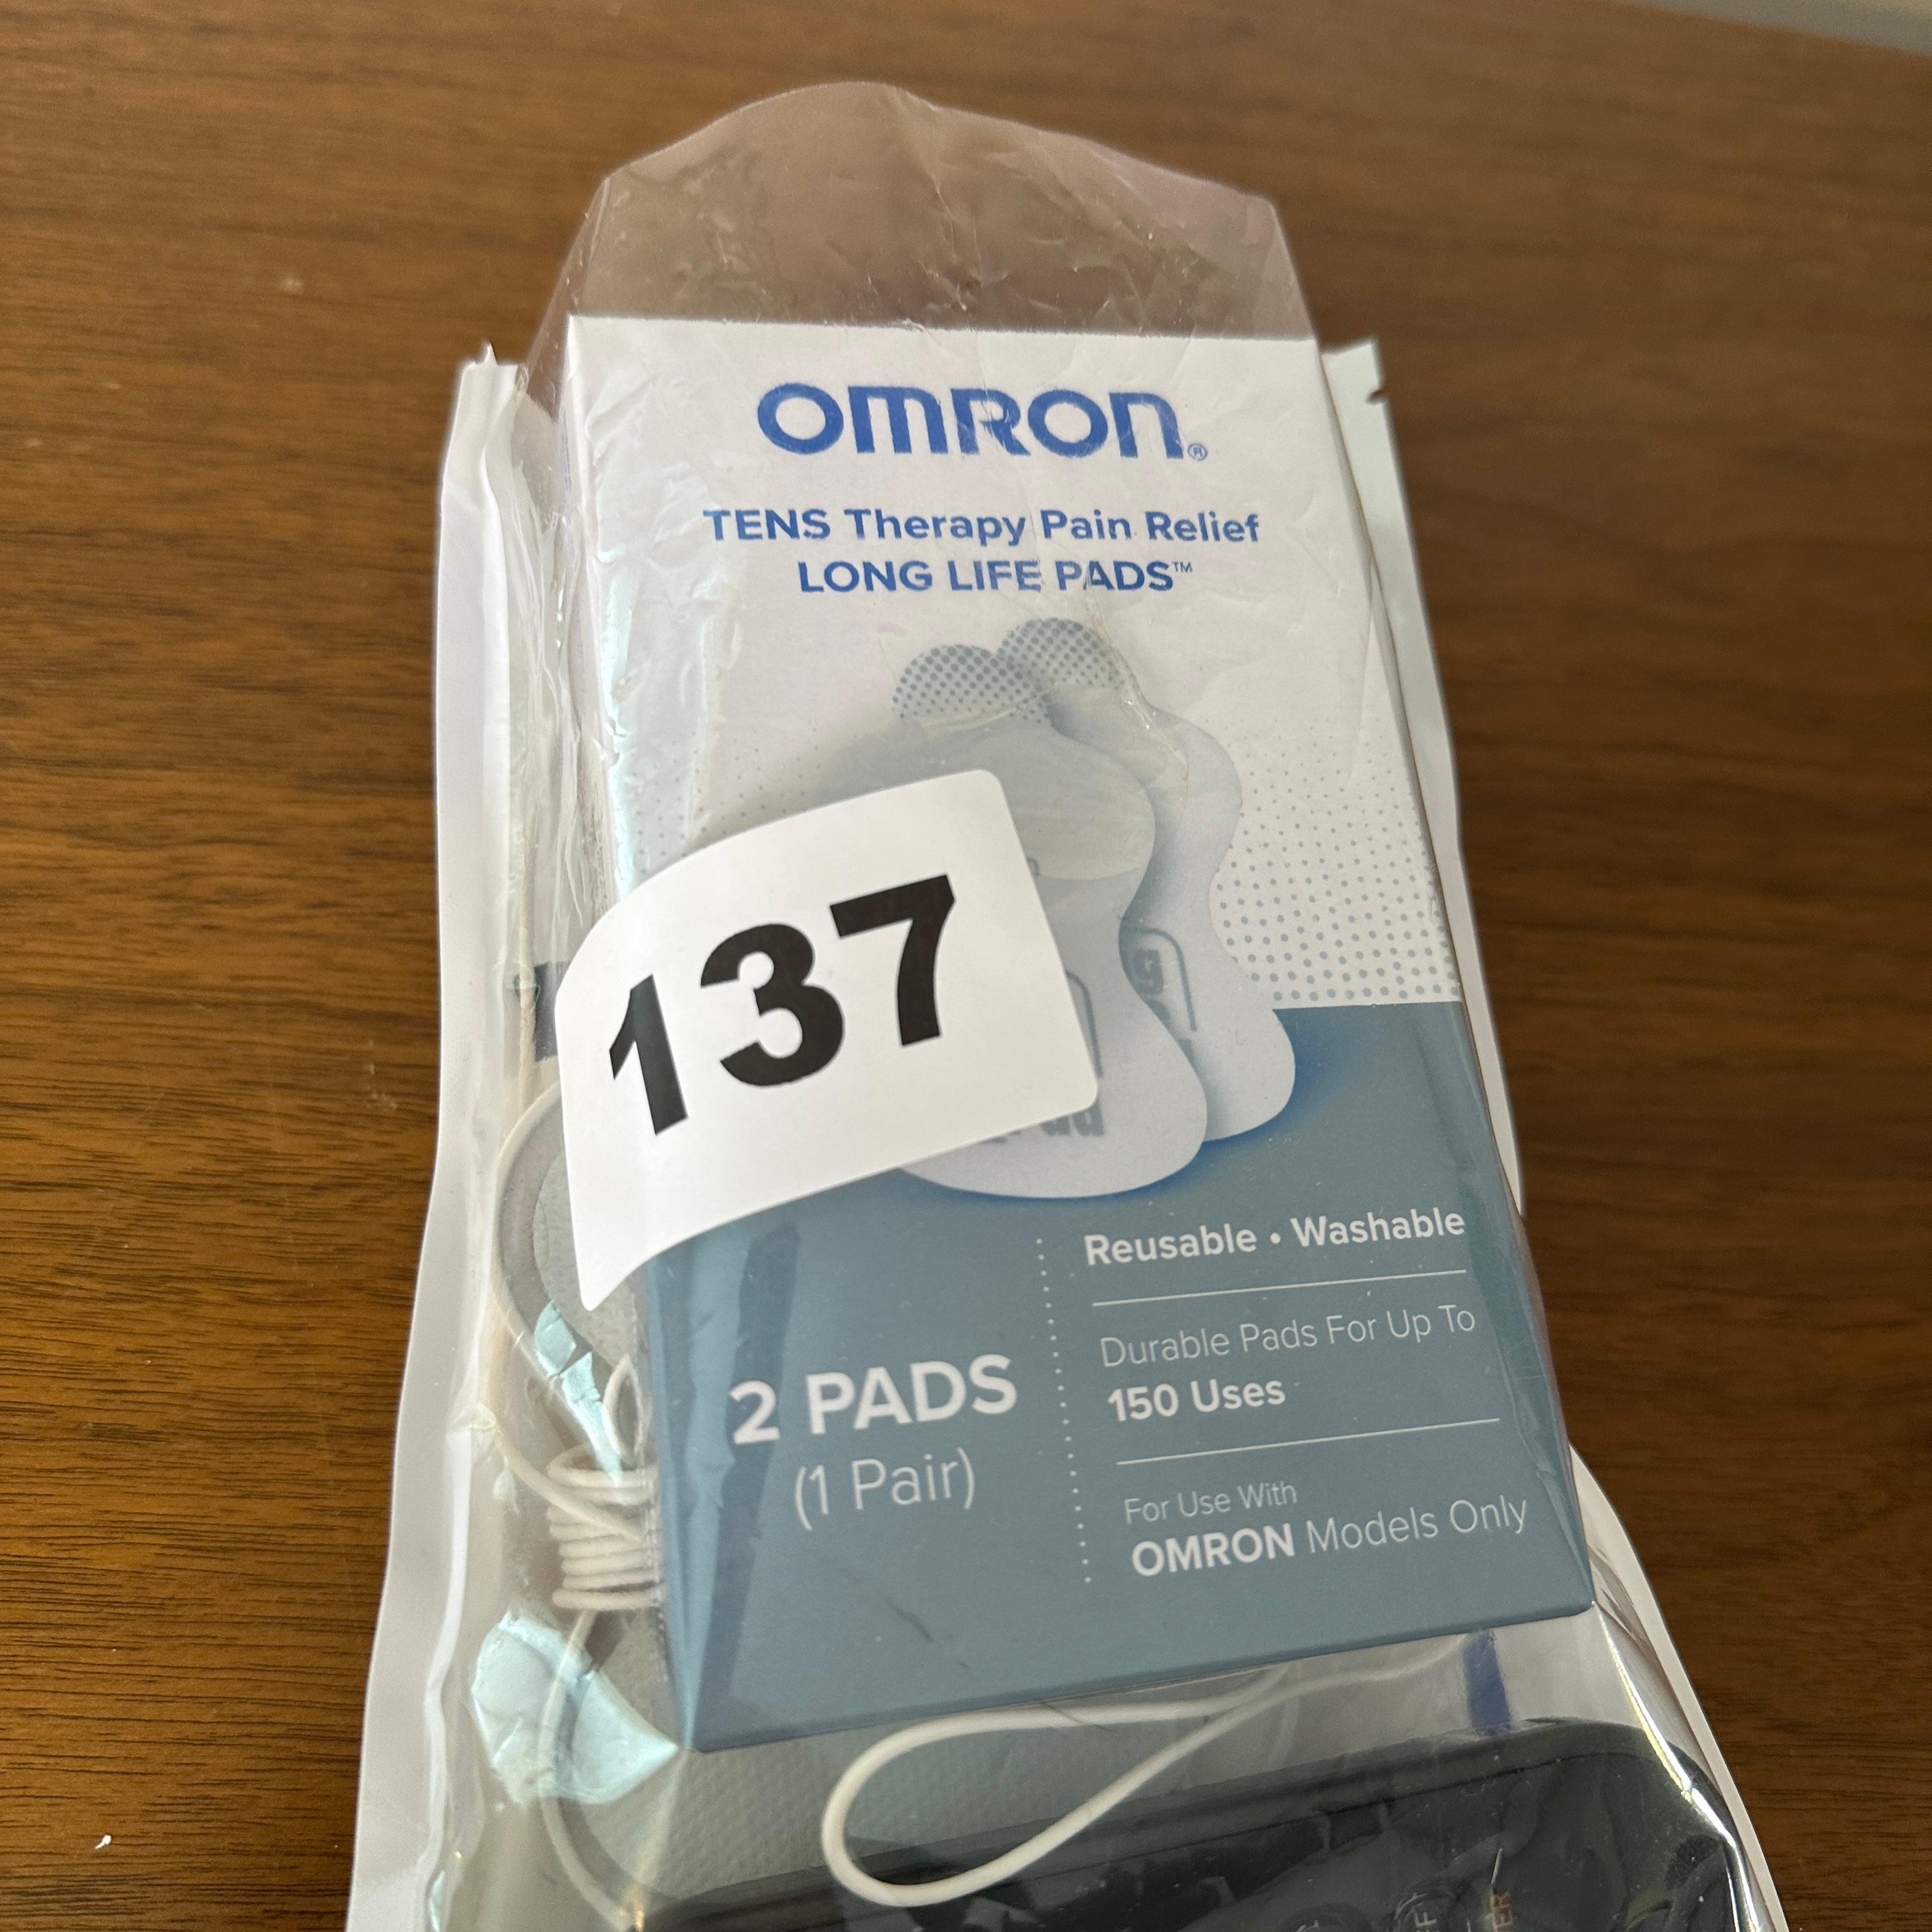 OMRON®
TENS Therapy Pain Relief
LONG LIFE PADS™
137
Reusable • Washable
Durable Pads For Up To
150 Uses
2 PADS
(1 Pair)
For Use With
OMRON Models Only